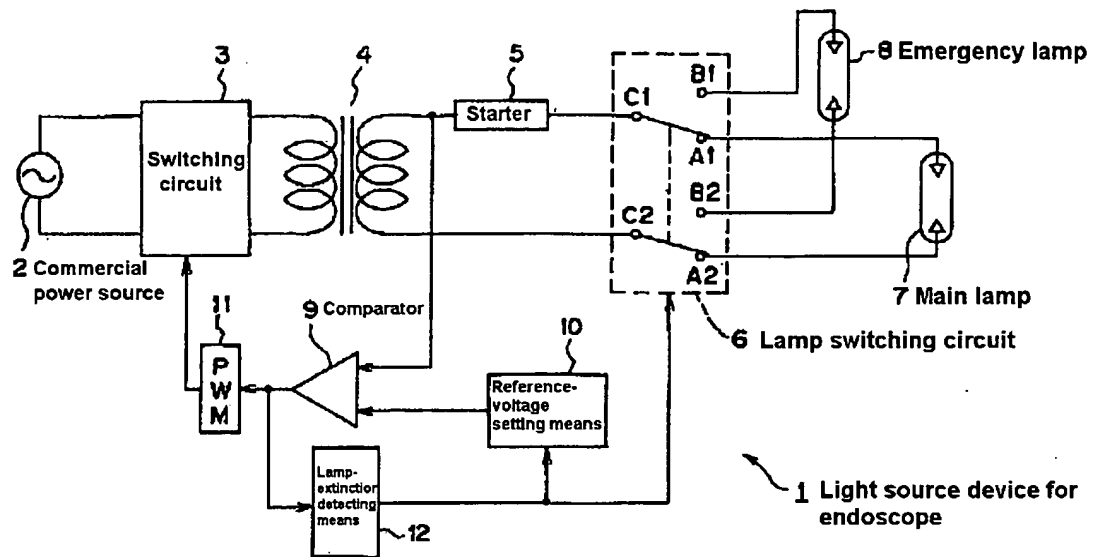 3
4
5
B1
8 Emergency lamp
C1
Starter
A1
Switching
circuit
B2
C2
2 Commercial
power source
A2
7 Main lamp
11
9 Comparator
10
6 Lamp switching circuit
P
W
M
Reference-
voltage
setting means
Lamp-
extinction
detecting
means
12
1 Light source device for
endoscope